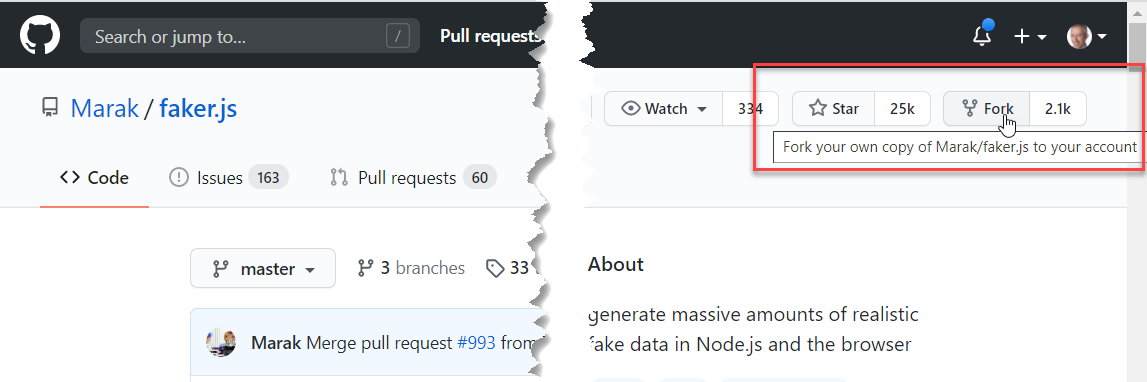 Search or jump to... / Pull requests
Marak / faker.js
Watch 334 Star 25k Fork 2.1k
Fork your own copy of Marak/faker.js to your account
Code Issues 163 Pull requests 60
master 3 branches 33
About
generate massive amounts of realistic
fake data in Node.js and the browser
Marak Merge pull request #993 from